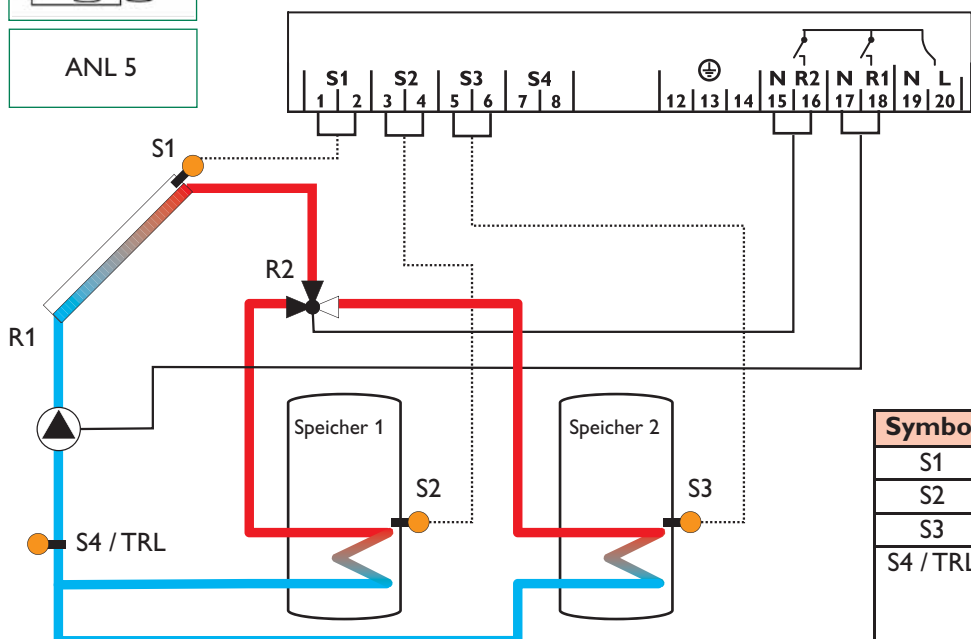 ANL 5
S1 S2 S3 S4 N R2 N R1 N L
1 2 3 4 5 6 7 8 12 13 14 15 16 17 18 19 20
S1
R2
R1
Speicher 1
Speicher 2
S2
S3
S4 / TRL
Symbo
S1
S2
S3
S4 / TRL